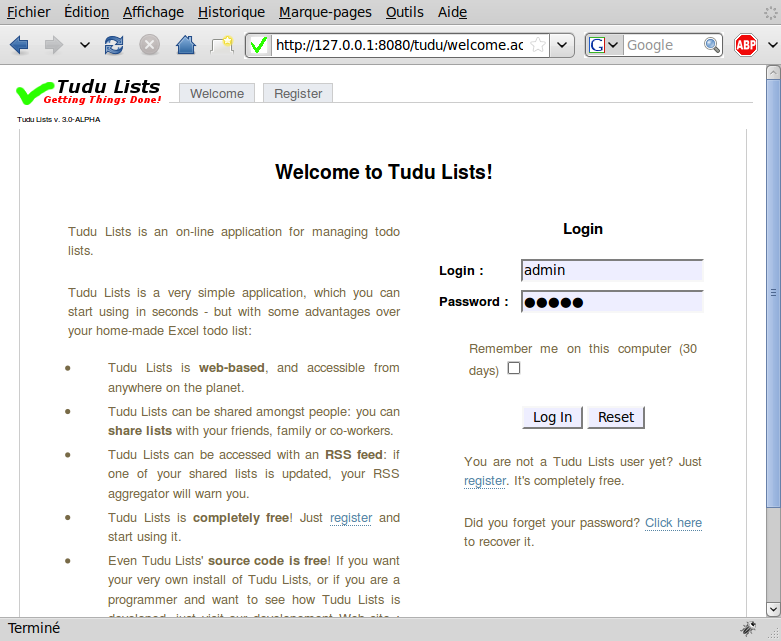 Fichier Édition Affichage Historique Marque-pages Outils Aide
http://127.0.0.1:8080/tudu/welcome.ac
G Google ABP
Tudu Lists
Getting Things Done!
Welcome Register
Tudu Lists v. 3.0-ALPHA
Welcome to Tudu Lists!
Tudu Lists is an on-line application for managing todo
lists.
Tudu Lists is a very simple application, which you can
start using in seconds - but with some advantages over
your home-made Excel todo list:
• Tudu Lists is web-based, and accessible from
anywhere on the planet.
• Tudu Lists can be shared amongst people: you can
share lists with your friends, family or co-workers.
• Tudu Lists can be accessed with an RSS feed: if
one of your shared lists is updated, your RSS
aggregator will warn you.
• Tudu Lists is completely free! Just register and
start using it.
• Even Tudu Lists' source code is free! If you want
your very own install of Tudu Lists, or if you are a
programmer and want to see how Tudu Lists is
developed, just visit our development Web site :
Login
Login : admin
Password : ●●●●●
Remember me on this computer (30
days)
Log In Reset
You are not a Tudu Lists user yet? Just
register. It's completely free.
Did you forget your password? Click here
to recover it.
Terminé